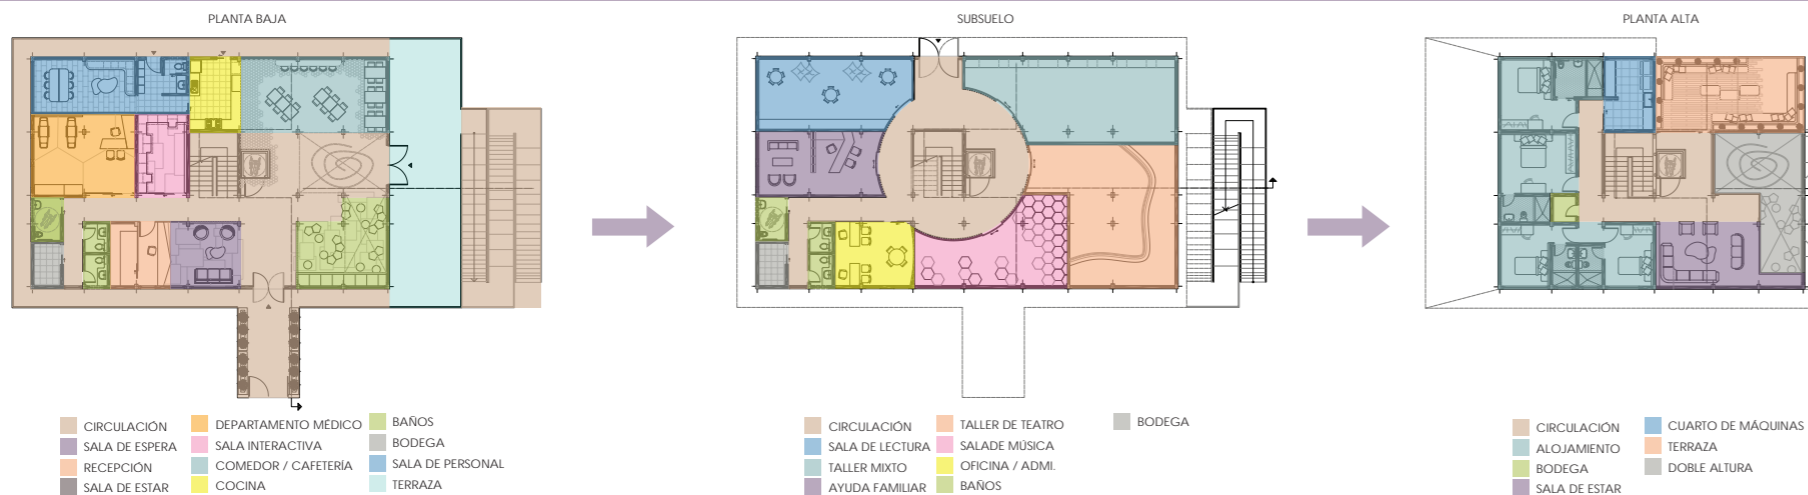 PLANTA BAJA
SUBSUELO
PLANTA ALTA
CIRCULACIÓN
SALA DE ESPERA
RECEPCIÓN
SALA DE ESTAR
DEPARTAMENTO MÉDICO
SALA INTERACTIVA
COMEDOR / CAFETERÍA
COCINA
BAÑOS
BODEGA
SALA DE PERSONAL
TERRAZA
CIRCULACIÓN
SALA DE LECTURA
TALLER MIXTO
AYUDA FAMILIAR
TALLER DE TEATRO
SALADE MÚSICA
OFICINA / ADMI.
BAÑOS
BODEGA
CIRCULACIÓN
ALOJAMIENTO
BODEGA
SALA DE ESTAR
CUARTO DE MÁQUINAS
TERRAZA
DOBLE ALTURA